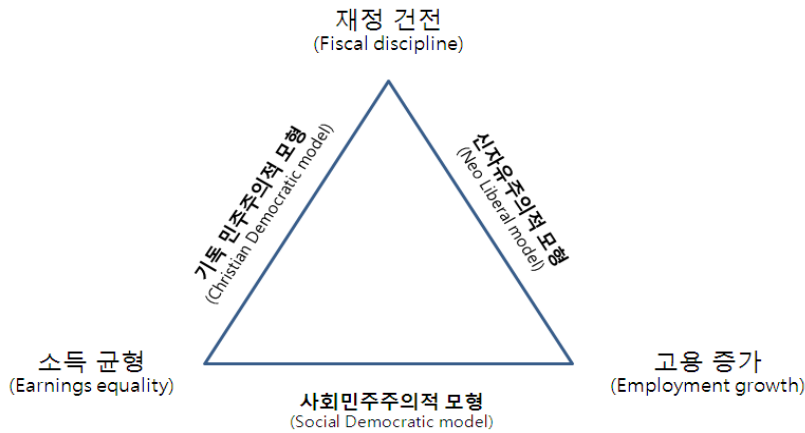 재정 건전
(Fiscal discipline)
기독 민주주의적 모형
(Christian Democratic model)
신자유주의적 모형
(Neo Liberal model)
소득 균형
(Earnings equality)
고용 증가
(Employment growth)
사회민주주의적 모형
(Social Democratic model)